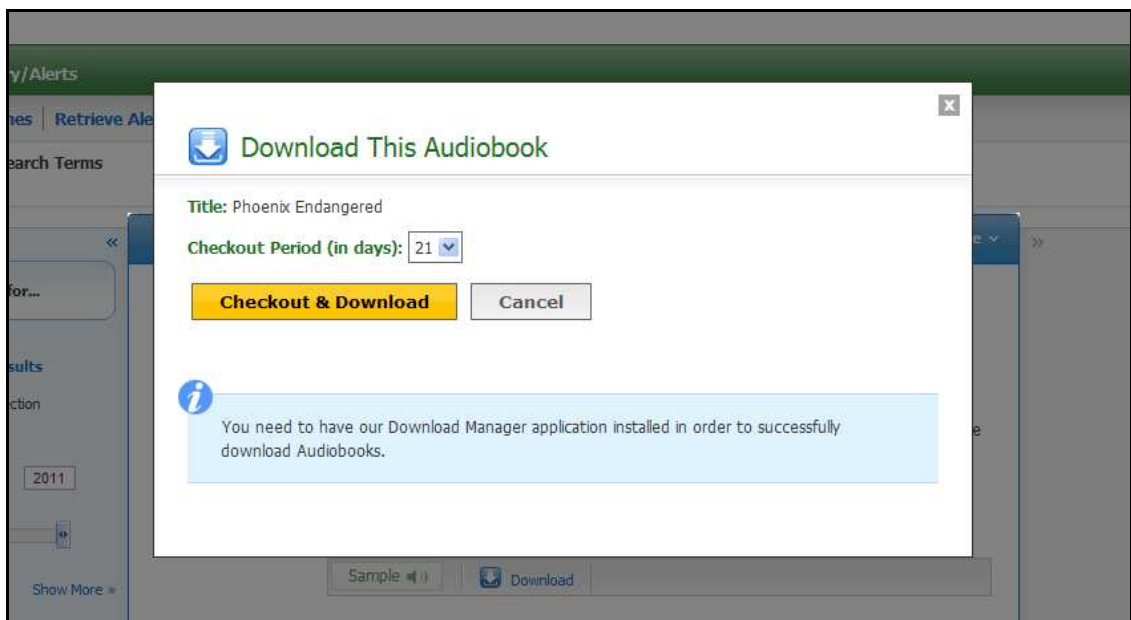 y/Alerts
Retrieve Ale
earch Terms
Download This Audiobook
Title: Phoenix Endangered
Checkout Period (in days): 21
Checkout & Download Cancel
for...
sults
ction
You need to have our Download Manager application installed in order to successfully
download Audiobooks.
2011
Sample Download
Show More »